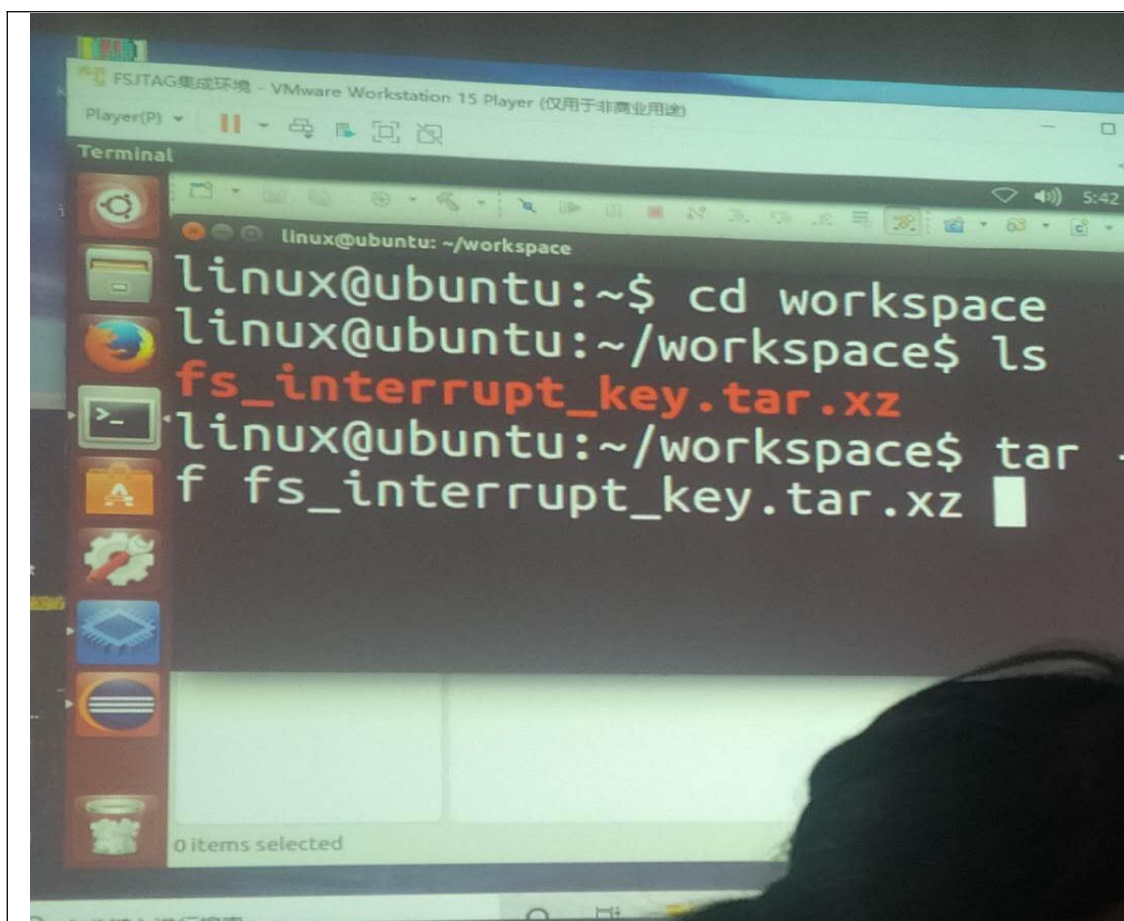 FSJTAG集成环境 - VMware Workstation 15 Player (仅用于非商业用途)
Player(P)
Terminal
5:42
linux@ubuntu: ~/workspace
linux@ubuntu:~$ cd workspace
linux@ubuntu:~/workspace$ ls
fs_interrupt_key.tar.xz
linux@ubuntu:~/workspace$ tar -
f fs_interrupt_key.tar.xz
0 items selected